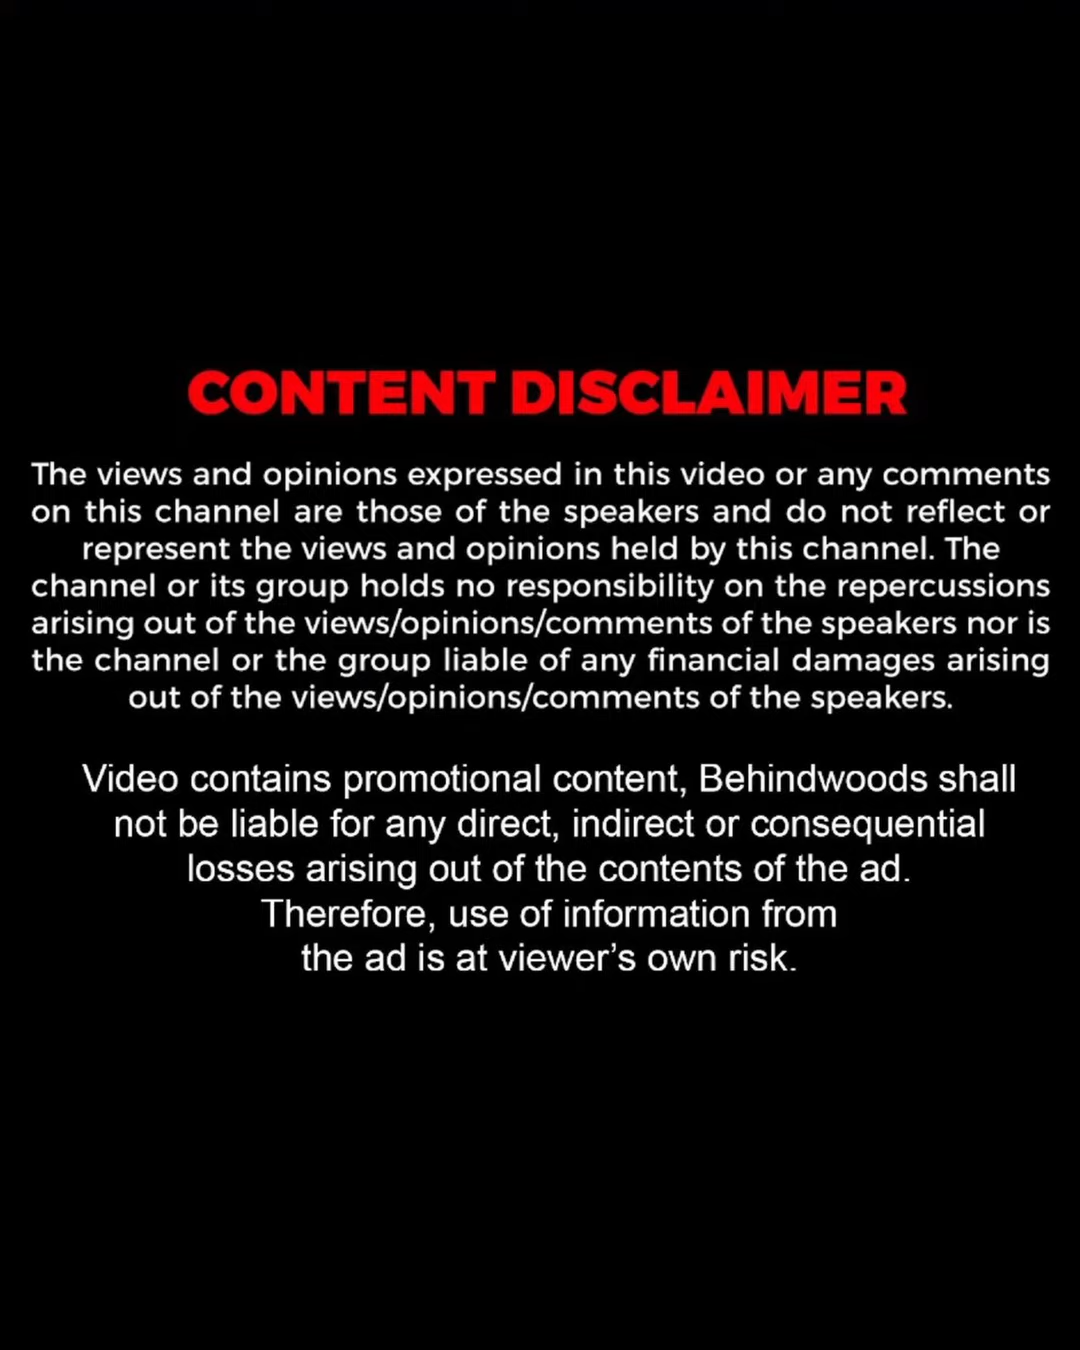 CONTENT DISCLAIMER
The views and opinions expressed in this video or any comments
on this channel are those of the speakers and do not reflect or
represent the views and opinions held by this channel. The
channel or its group holds no responsibility on the repercussions
arising out of the views/opinions/comments of the speakers nor is
the channel or the group liable of any financial damages arising
out of the views/opinions/comments of the speakers.
Video contains promotional content, Behindwoods shall
not be liable for any direct, indirect or consequential
losses arising out of the contents of the ad.
Therefore, use of information from
the ad is at viewer’s own risk.